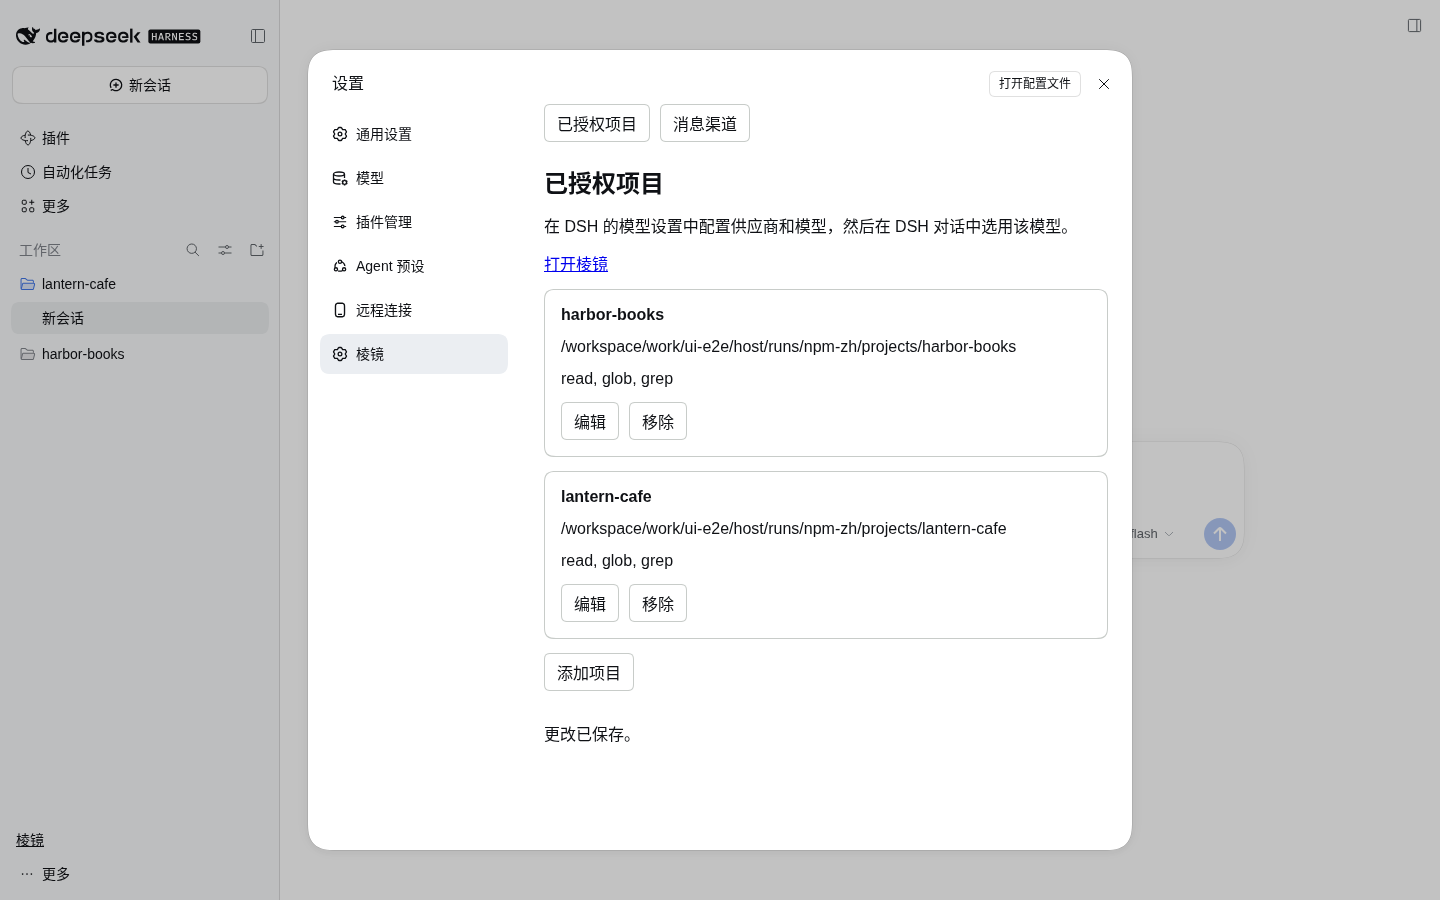 deepseek HARNESS
新会话
插件
自动化任务
更多
工作区
lantern-cafe
新会话
harbor-books
棱镜
更多
设置
打开配置文件
通用设置
模型
插件管理
Agent 预设
远程连接
棱镜
已授权项目
消息渠道
已授权项目
在 DSH 的模型设置中配置供应商和模型，然后在 DSH 对话中选用该模型。
打开棱镜
harbor-books
/workspace/work/ui-e2e/host/runs/npm-zh/projects/harbor-books
read, glob, grep
编辑
移除
lantern-cafe
/workspace/work/ui-e2e/host/runs/npm-zh/projects/lantern-cafe
read, glob, grep
编辑
移除
添加项目
更改已保存。
flash